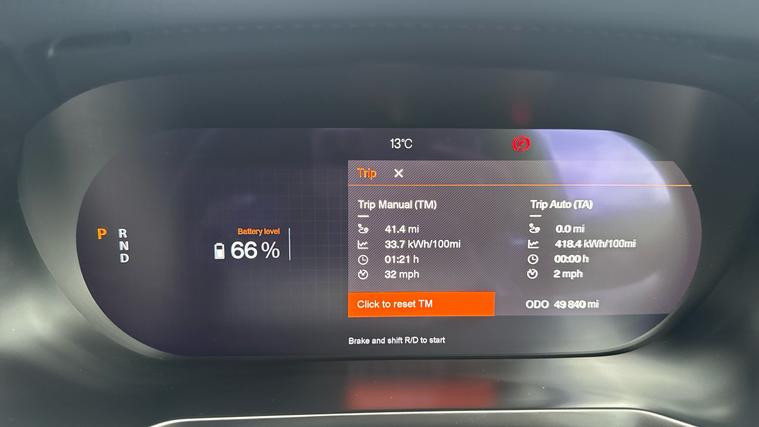 13°C
Trip ×
Trip Manual (TM)
41.4 mi
33.7 kWh/100mi
01:21 h
32 mph
Click to reset TM
Trip Auto (TA)
0.0 mi
418.4 kWh/100mi
00:00 h
2 mph
ODO 49 840 mi
P R
N
D
Battery level
66 %
Brake and shift R/D to start